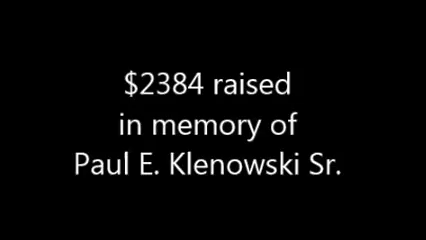 $2384 raised
in memory of
Paul E. Klenowski Sr.